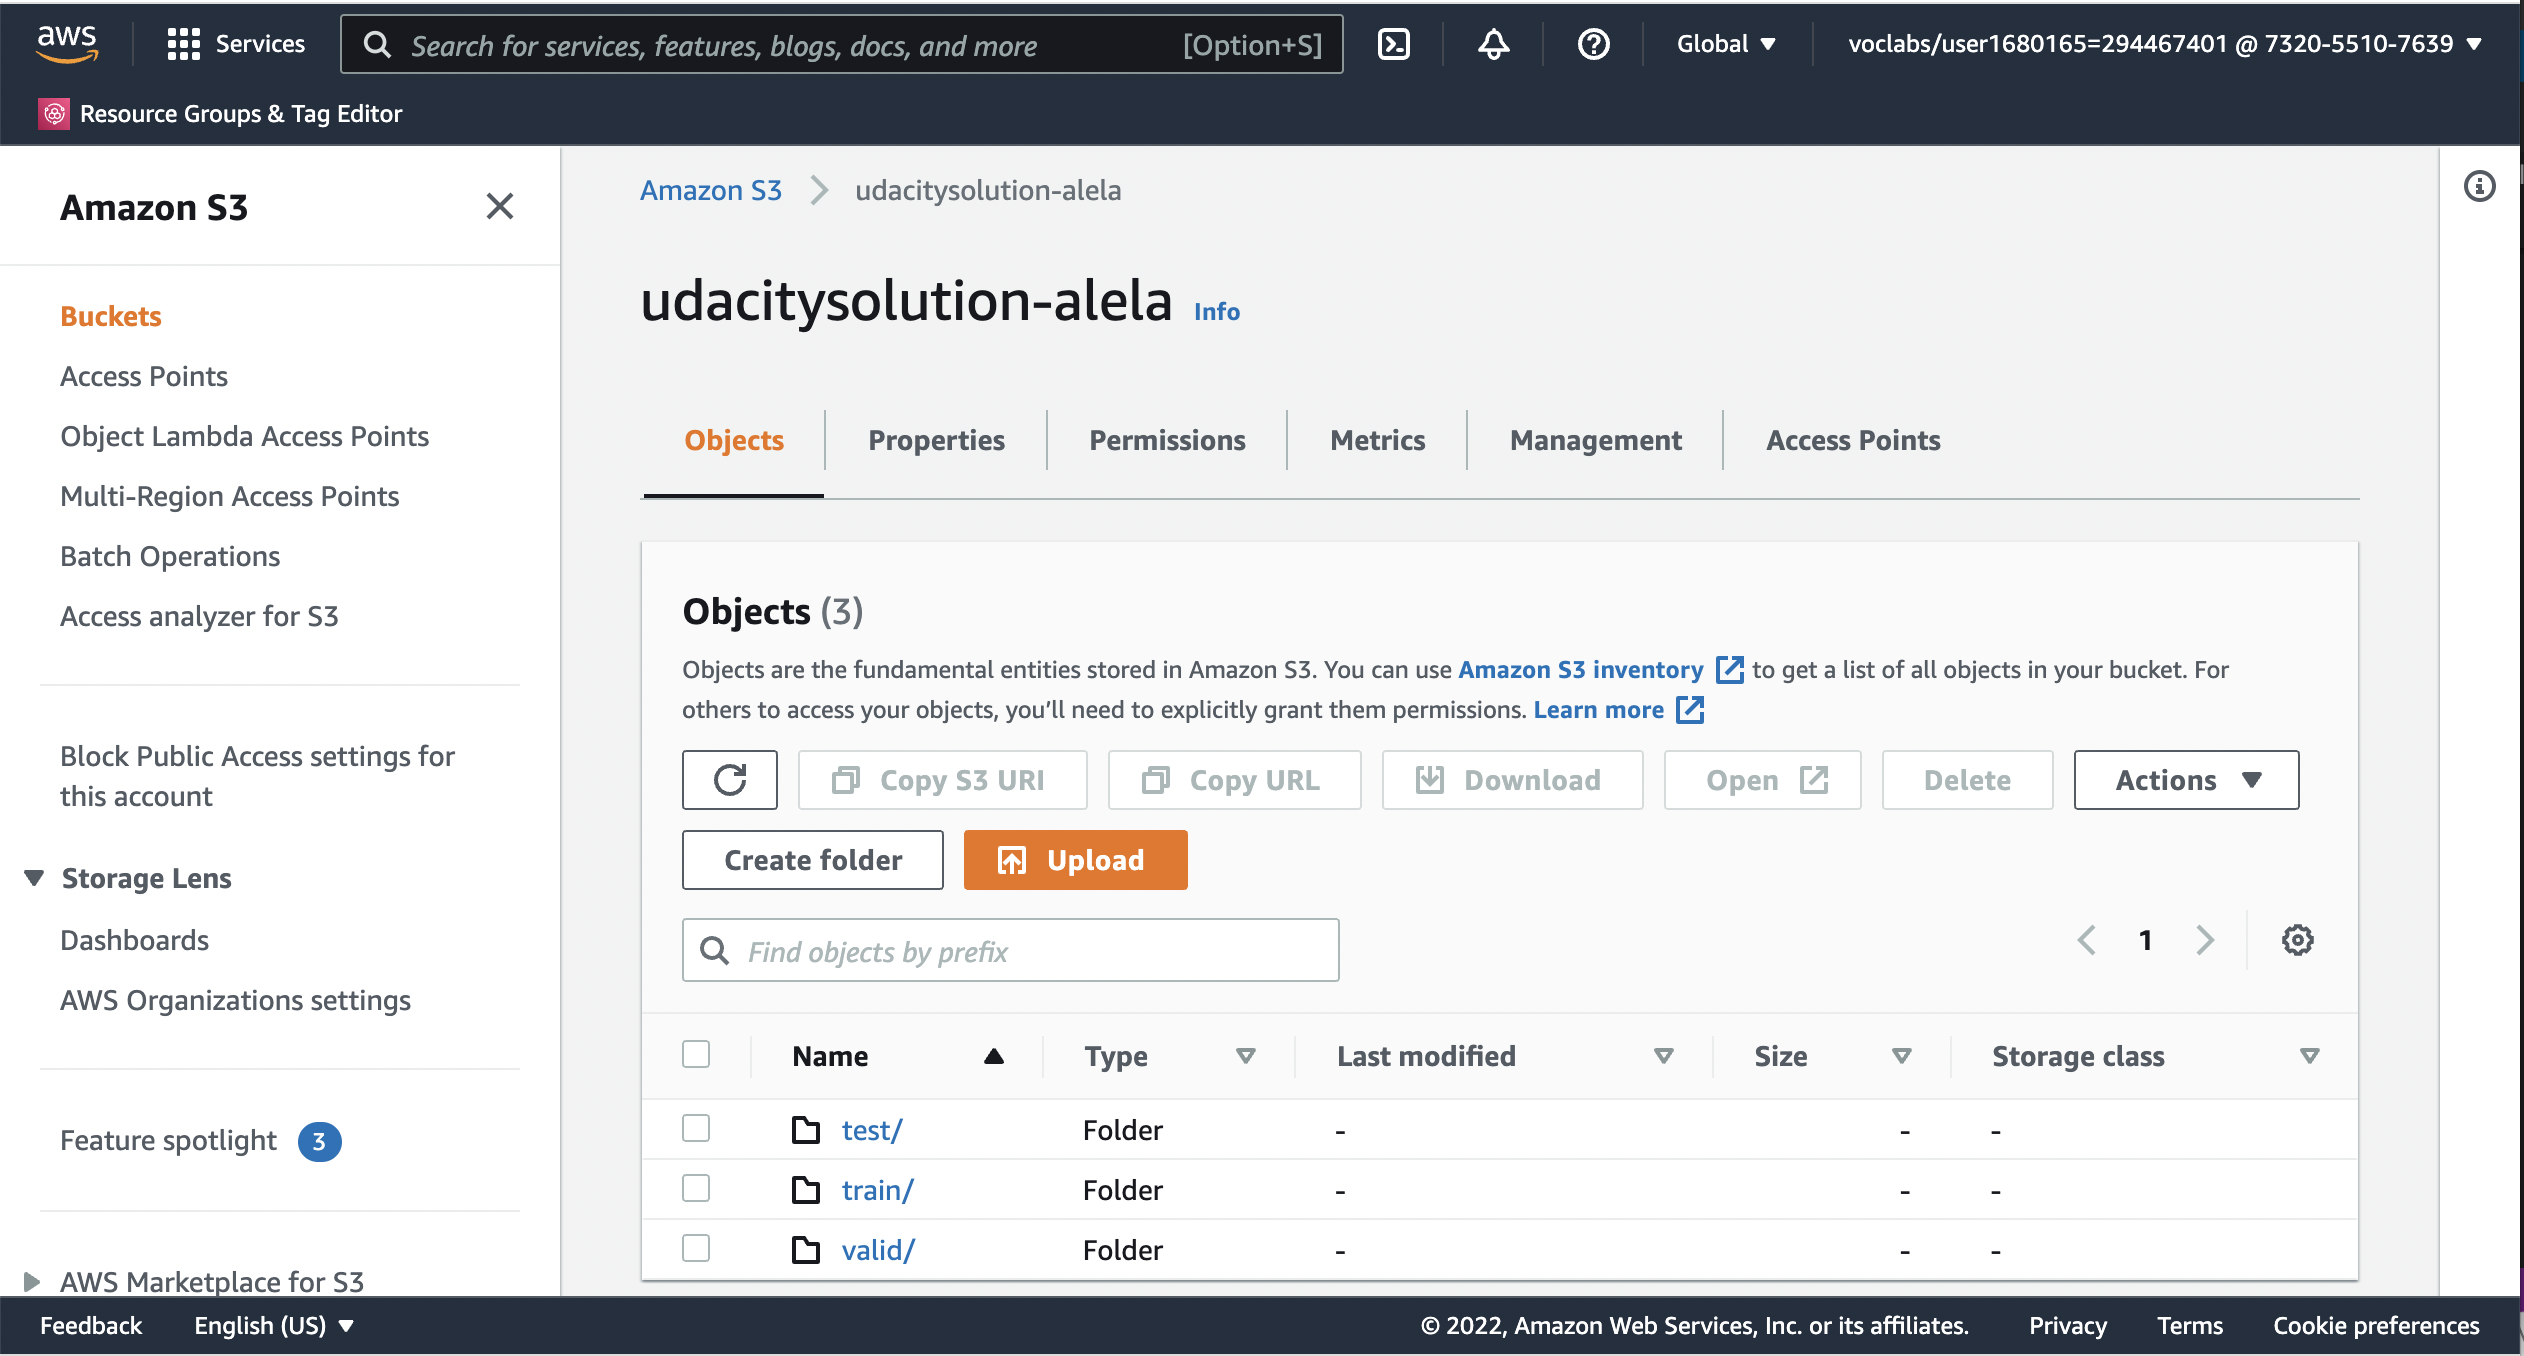 aws
Services
Search for services, features, blogs, docs, and more
[Option+S]
Global
voclabs/user1680165=294467401 @ 7320-5510-7639
Resource Groups & Tag Editor
Amazon S3
Buckets
Access Points
Object Lambda Access Points
Multi-Region Access Points
Batch Operations
Access analyzer for S3
Block Public Access settings for
this account
Storage Lens
Dashboards
AWS Organizations settings
Feature spotlight 3
AWS Marketplace for S3
Amazon S3 > udacitysolution-alela
udacitysolution-alela Info
Objects
Properties
Permissions
Metrics
Management
Access Points
Objects (3)
Objects are the fundamental entities stored in Amazon S3. You can use Amazon S3 inventory to get a list of all objects in your bucket. For
others to access your objects, you’ll need to explicitly grant them permissions. Learn more
Copy S3 URI
Copy URL
Download
Open
Delete
Actions
Create folder
Upload
Find objects by prefix
1
Name Type Last modified Size Storage class
test/ Folder - - -
train/ Folder - - -
valid/ Folder - - -
Feedback
English (US)
© 2022, Amazon Web Services, Inc. or its affiliates.
Privacy
Terms
Cookie preferences